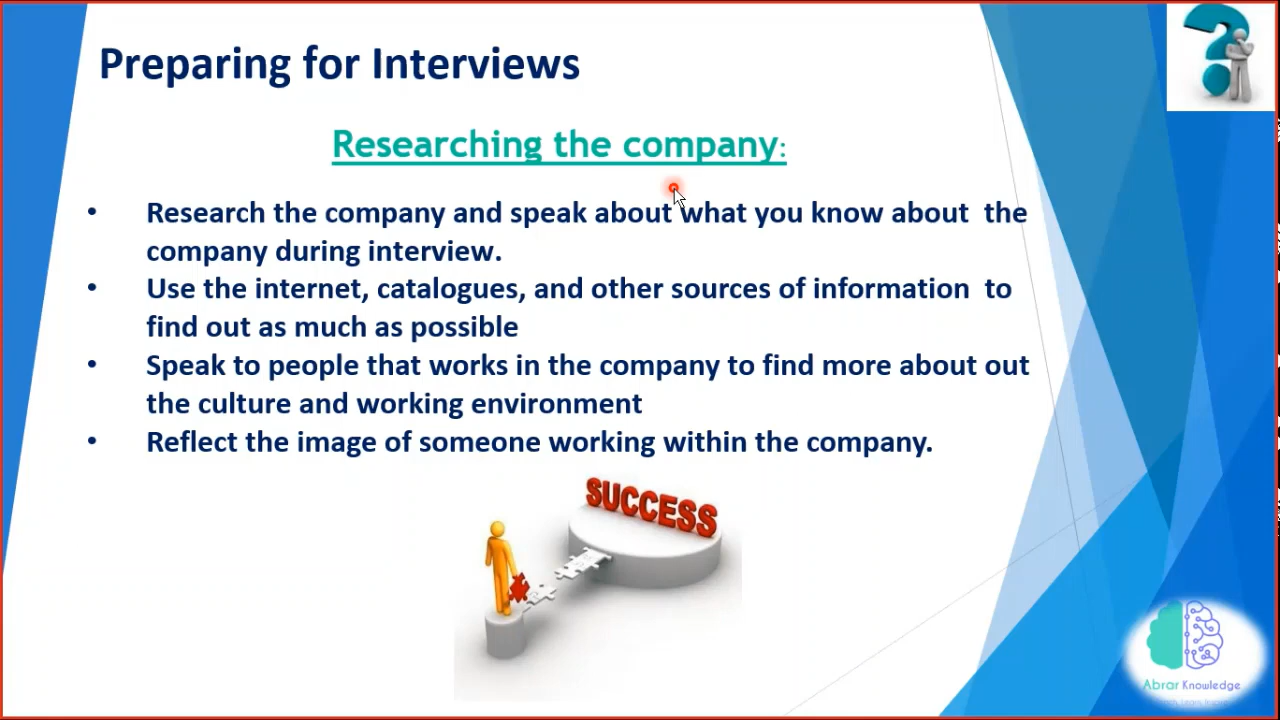 Preparing for Interviews
Researching the company:
• Research the company and speak about what you know about the
company during interview.
• Use the internet, catalogues, and other sources of information to
find out as much as possible
• Speak to people that works in the company to find more about out
the culture and working environment
• Reflect the image of someone working within the company.
SUCCESS
Abrar Knowledge